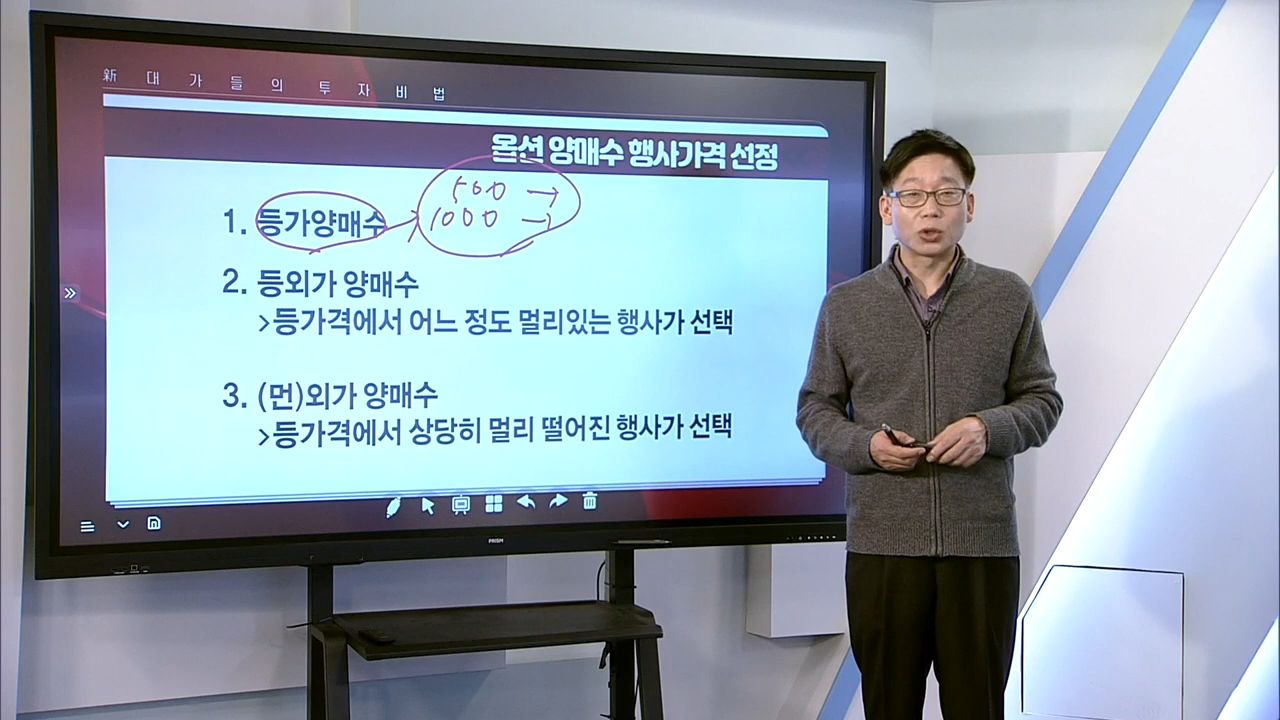 新 대 가 들 의 투 자 비 법
옵션 양매수 행사가격 선정
500 →
1. 등가양매수 → 1000 →
2. 등외가 양매수
>등가격에서 어느 정도 멀리있는 행사가 선택
3. (먼)외가 양매수
>등가격에서 상당히 멀리 떨어진 행사가 선택
PRISM